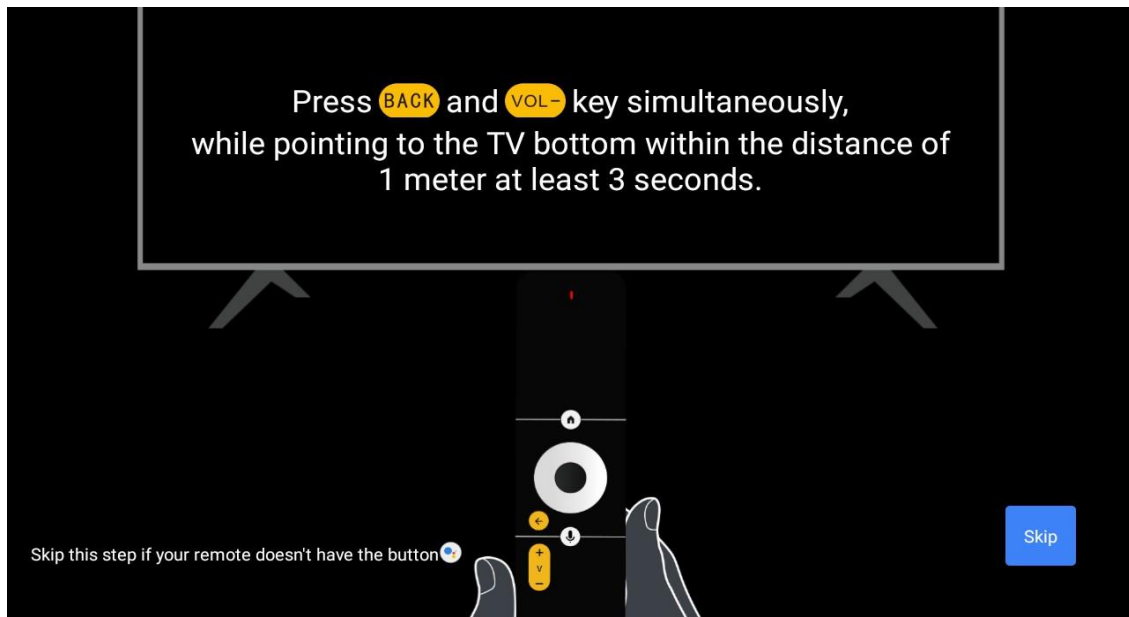 Press BACK and VOL- key simultaneously,
while pointing to the TV bottom within the distance of
1 meter at least 3 seconds.
+
V
-
Skip this step if your remote doesn't have the button
Skip